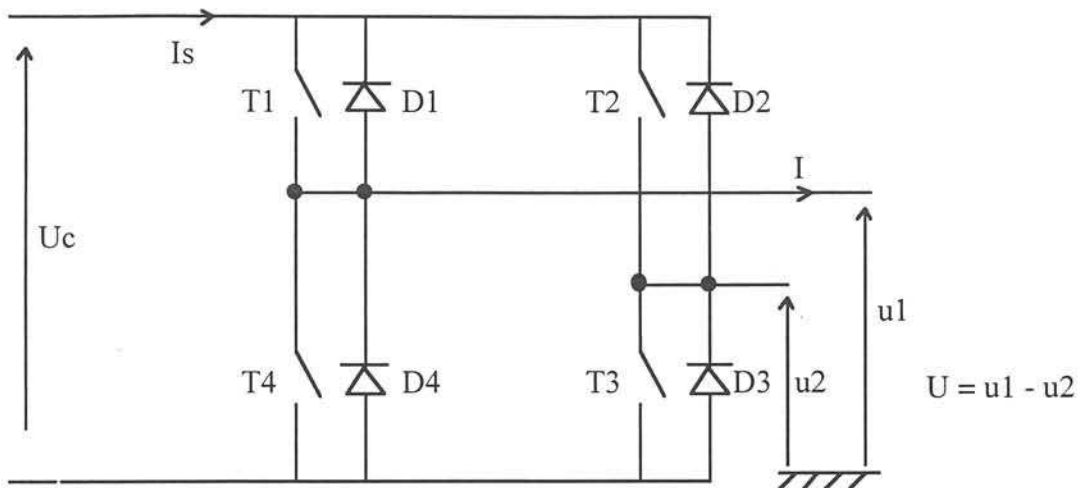 Is
T1
D1
T2
D2
I
Uc
u1
T4
D4
T3
D3
u2
U = u1 - u2